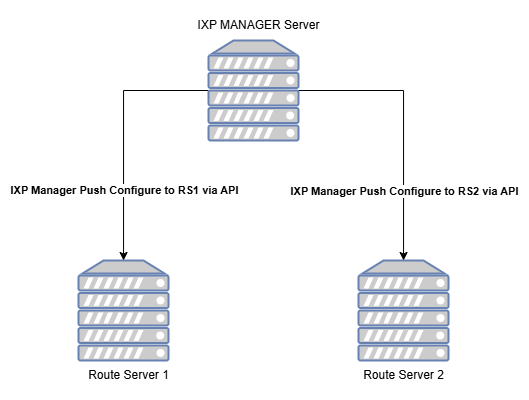 IXP MANAGER Server
IXP Manager Push Configure to RS1 via API
IXP Manager Push Configure to RS2 via API
Route Server 1
Route Server 2